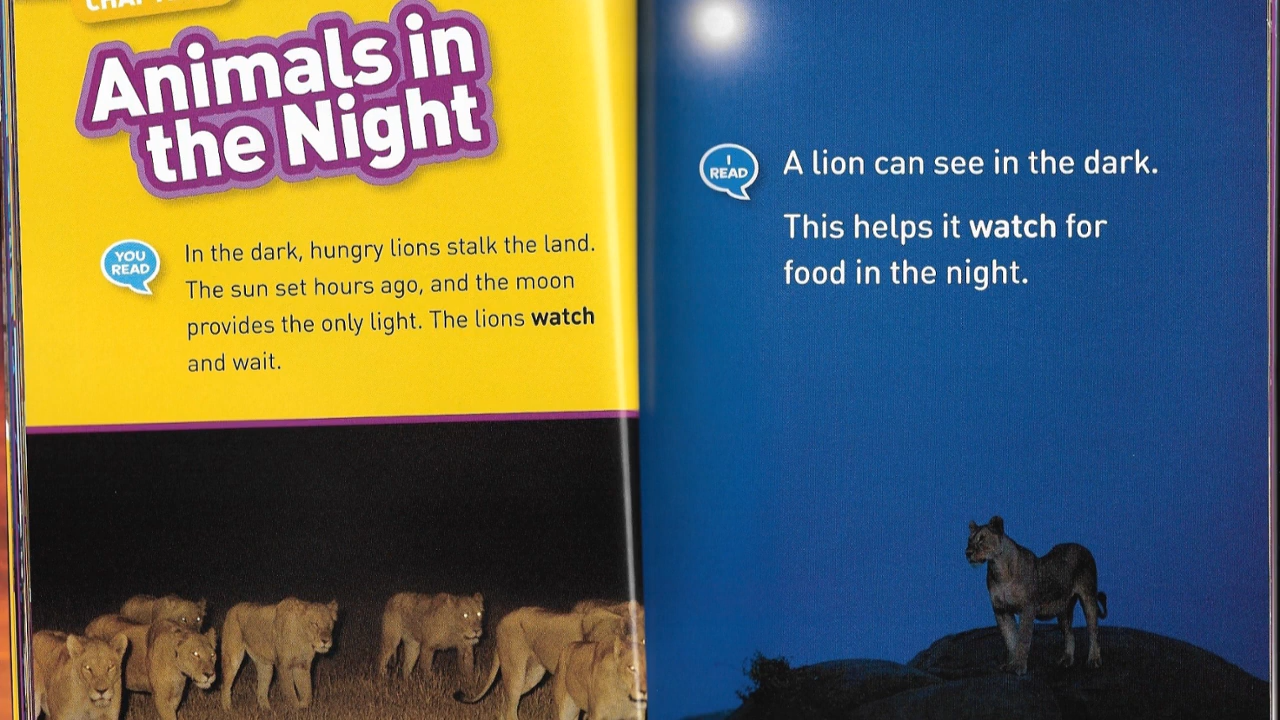 Animals in
the Night
YOU
READ
In the dark, hungry lions stalk the land.
The sun set hours ago, and the moon
provides the only light. The lions watch
and wait.
I
READ
A lion can see in the dark.
This helps it watch for
food in the night.